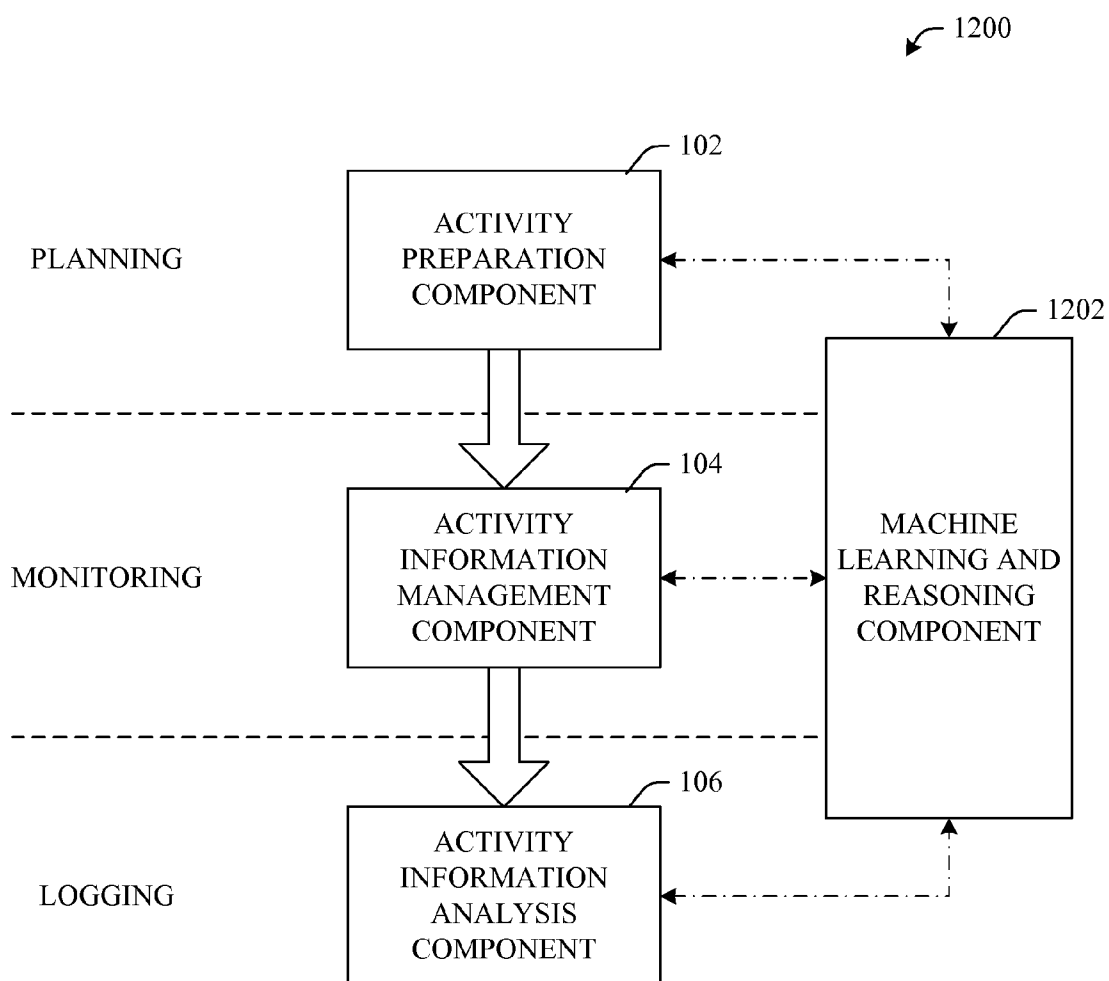 1200
102
ACTIVITY
PREPARATION
COMPONENT
PLANNING
1202
104
ACTIVITY
INFORMATION
MANAGEMENT
COMPONENT
MONITORING
MACHINE
LEARNING AND
REASONING
COMPONENT
106
ACTIVITY
INFORMATION
ANALYSIS
COMPONENT
LOGGING